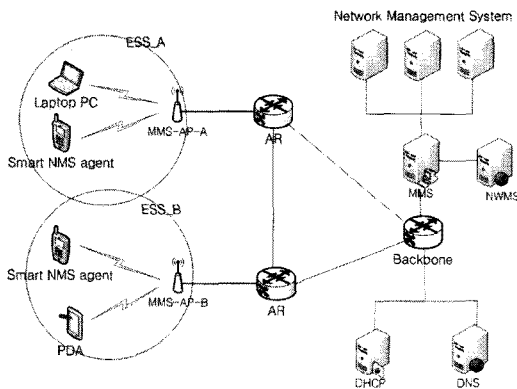 Network Management System
ESS_A
Laptop PC
MMS-AP-A
AR
Smart NMS agent
MMS
NWMS
ESS_B
Smart NMS agent
MMS-AP-B
AR
Backbone
PDA
DHCP
DNS